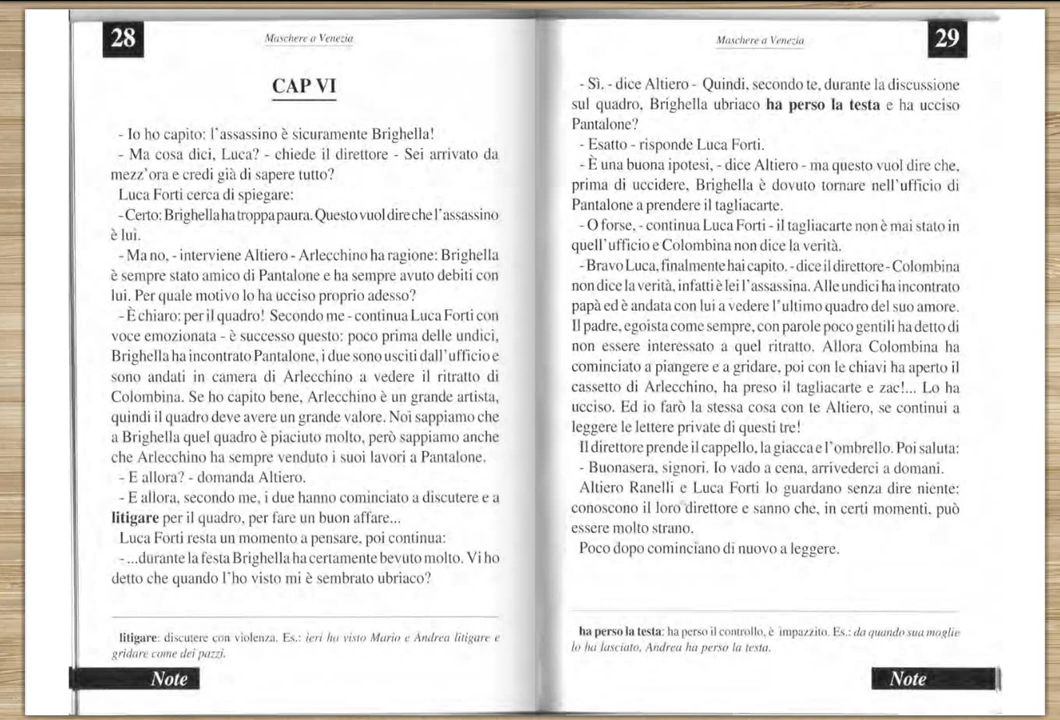 28
Maschere a Venezia
CAP VI
- Io ho capito: l'assassino è sicuramente Brighella!
- Ma cosa dici, Luca? - chiede il direttore - Sei arrivato da
mezz'ora e credi già di sapere tutto?
Luca Forti cerca di spiegare:
- Certo: Brighella ha troppa paura. Questo vuol dire che l'assassino
è lui.
- Ma no, - interviene Altiero - Arlecchino ha ragione: Brighella
è sempre stato amico di Pantalone e ha sempre avuto debiti con
lui. Per quale motivo lo ha ucciso proprio adesso?
- È chiaro: per il quadro! Secondo me - continua Luca Forti con
voce emozionata - è successo questo: poco prima delle undici,
Brighella ha incontrato Pantalone, i due sono usciti dall'ufficio e
sono andati in camera di Arlecchino a vedere il ritratto di
Colombina. Se ho capito bene, Arlecchino è un grande artista,
quindi il quadro deve avere un grande valore. Noi sappiamo che
a Brighella quel quadro è piaciuto molto, però sappiamo anche
che Arlecchino ha sempre venduto i suoi lavori a Pantalone.
- E allora? - domanda Altiero.
- E allora, secondo me, i due hanno cominciato a discutere e a
litigare per il quadro, per fare un buon affare...
Luca Forti resta un momento a pensare, poi continua:
- ...durante la festa Brighella ha certamente bevuto molto. Vi ho
detto che quando l'ho visto mi è sembrato ubriaco?
litigare: discutere con violenza. Es.: ieri ho visto Mario e Andrea litigare e
gridare come dei pazzi.
Note
Maschere a Venezia
29
- Sì, - dice Altiero - Quindi, secondo te, durante la discussione
sul quadro, Brighella ubriaco ha perso la testa e ha ucciso
Pantalone?
- Esatto - risponde Luca Forti.
- È una buona ipotesi, - dice Altiero - ma questo vuol dire che,
prima di uccidere, Brighella è dovuto tornare nell'ufficio di
Pantalone a prendere il tagliacarte.
- O forse, - continua Luca Forti - il tagliacarte non è mai stato in
quell'ufficio e Colombina non dice la verità.
- Bravo Luca, finalmente hai capito, - dice il direttore - Colombina
non dice la verità, infatti è lei l'assassina. Alle undici ha incontrato
papà ed è andata con lui a vedere l'ultimo quadro del suo amore.
Il padre, egoista come sempre, con parole poco gentili ha detto di
non essere interessato a quel ritratto. Allora Colombina ha
cominciato a piangere e a gridare, poi con le chiavi ha aperto il
cassetto di Arlecchino, ha preso il tagliacarte e zac!... Lo ha
ucciso. Ed io farò la stessa cosa con te Altiero, se continui a
leggere le lettere private di questi tre!
Il direttore prende il cappello, la giacca e l'ombrello. Poi saluta:
- Buonasera, signori. Io vado a cena, arrivederci a domani.
Altiero Ranelli e Luca Forti lo guardano senza dire niente:
conoscono il loro direttore e sanno che, in certi momenti, può
essere molto strano.
Poco dopo cominciano di nuovo a leggere.
ha perso la testa: ha perso il controllo, è impazzito. Es.: da quando sua moglie
lo ha lasciato, Andrea ha perso la testa.
Note